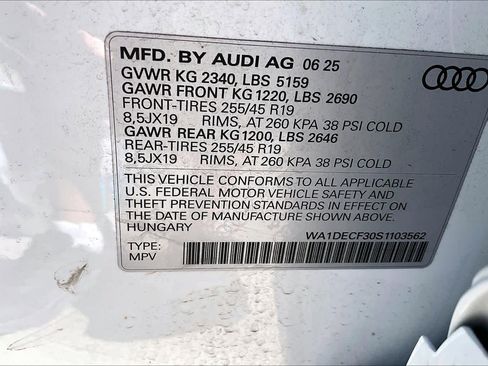 MFD. BY AUDI AG 06 25
GVWR KG 2340, LBS 5159
GAWR FRONT KG 1220, LBS 2690
FRONT-TIRES 255/45 R19
8,5JX19 RIMS, AT 260 KPA 38 PSI COLD
GAWR REAR KG 1200, LBS 2646
REAR-TIRES 255/45 R19
8,5JX19 RIMS, AT 260 KPA 38 PSI COLD
THIS VEHICLE CONFORMS TO ALL APPLICABLE
U.S. FEDERAL MOTOR VEHICLE SAFETY AND
THEFT PREVENTION STANDARDS IN EFFECT ON
THE DATE OF MANUFACTURE SHOWN ABOVE.
HUNGARY
WA1DECF30S1103562
TYPE:
MPV